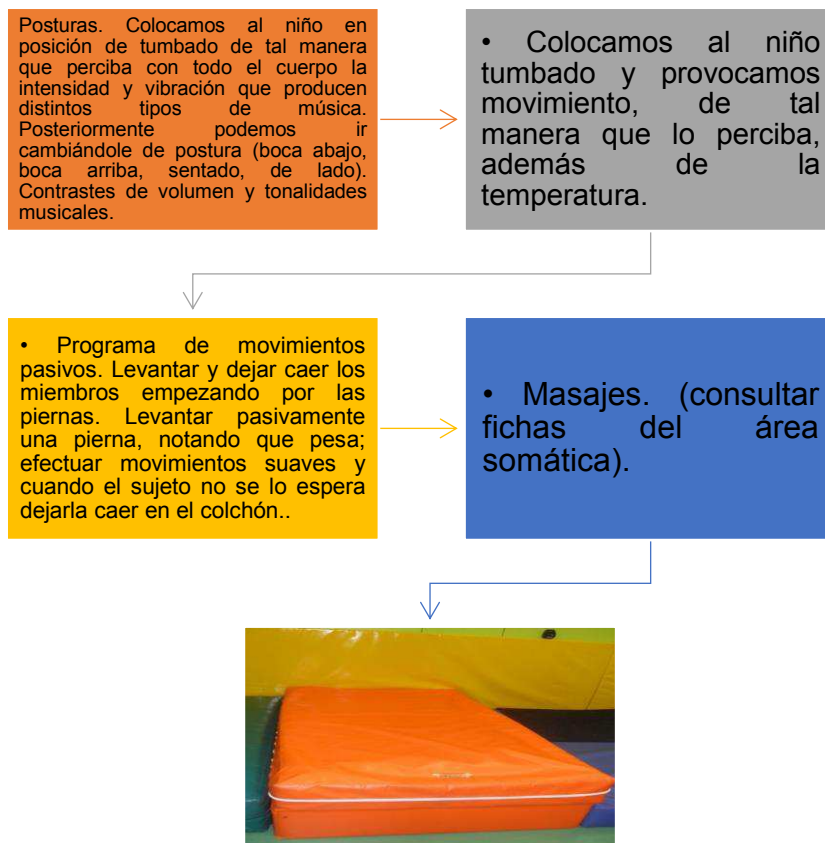 Posturas. Colocamos al niño en
posición de tumbado de tal manera
que perciba con todo el cuerpo la
intensidad y vibración que producen
distintos tipos de música.
Posteriormente podemos ir
cambiándole de postura (boca abajo,
boca arriba, sentado, de lado).
Contrastes de volumen y tonalidades
musicales.
• Colocamos al niño
tumbado y provocamos
movimiento, de tal
manera que lo perciba,
además de la
temperatura.
• Programa de movimientos
pasivos. Levantar y dejar caer los
miembros empezando por las
piernas. Levantar pasivamente
una pierna, notando que pesa;
efectuar movimientos suaves y
cuando el sujeto no se lo espera
dejarla caer en el colchón..
• Masajes. (consultar
fichas del área
somática).